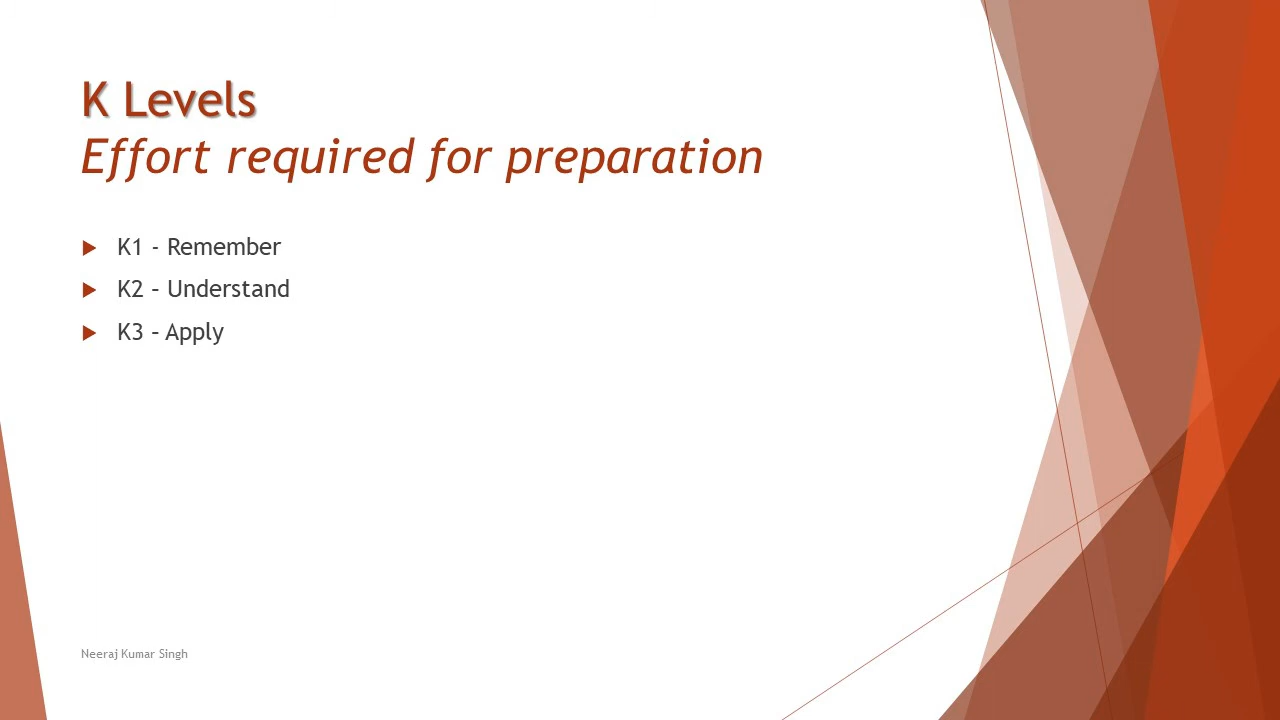 K Levels
Effort required for preparation
K1 - Remember
K2 – Understand
K3 – Apply
Neeraj Kumar Singh